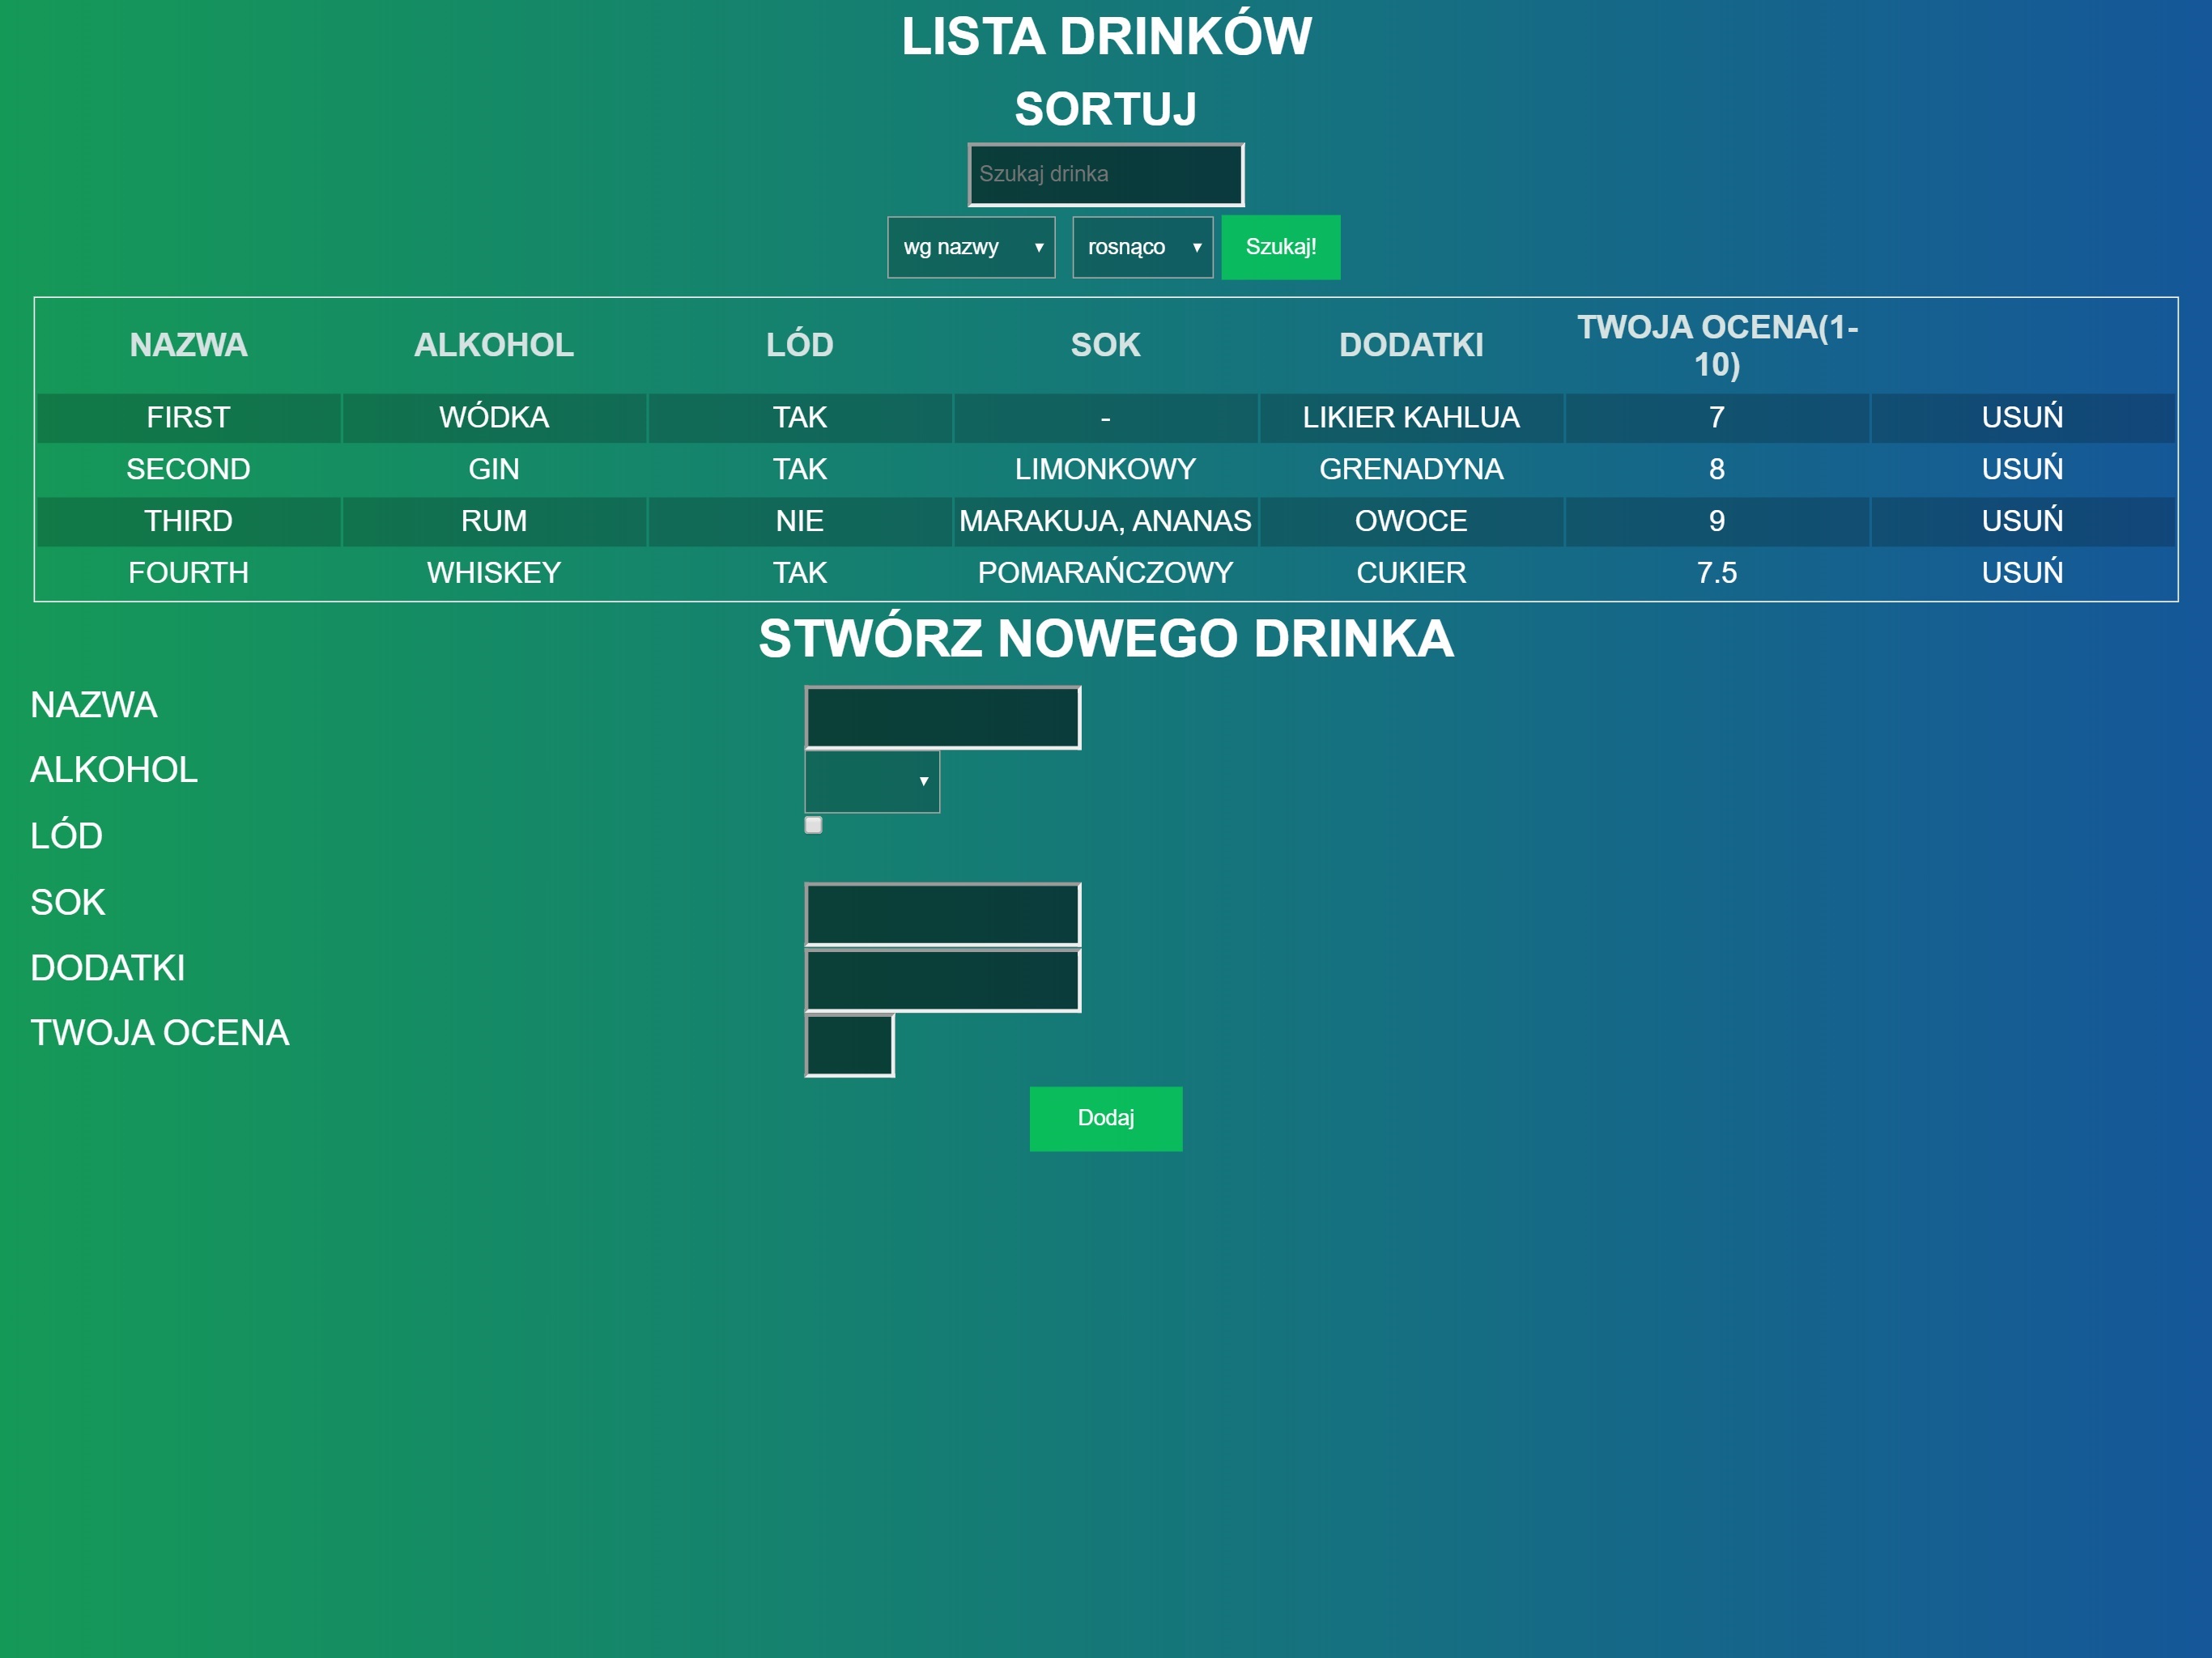 LISTA DRINKÓW
SORTUJ
Szukaj drinka
wg nazwy rosnąco Szukaj!
NAZWA ALKOHOL LÓD SOK DODATKI TWOJA OCENA(1-
10)
FIRST WÓDKA TAK - LIKIER KAHLUA 7 USUŃ
SECOND GIN TAK LIMONKOWY GRENADYNA 8 USUŃ
THIRD RUM NIE MARAKUJA, ANANAS OWOCE 9 USUŃ
FOURTH WHISKEY TAK POMARAŃCZOWY CUKIER 7.5 USUŃ
STWÓRZ NOWEGO DRINKA
NAZWA
ALKOHOL
LÓD
SOK
DODATKI
TWOJA OCENA
Dodaj